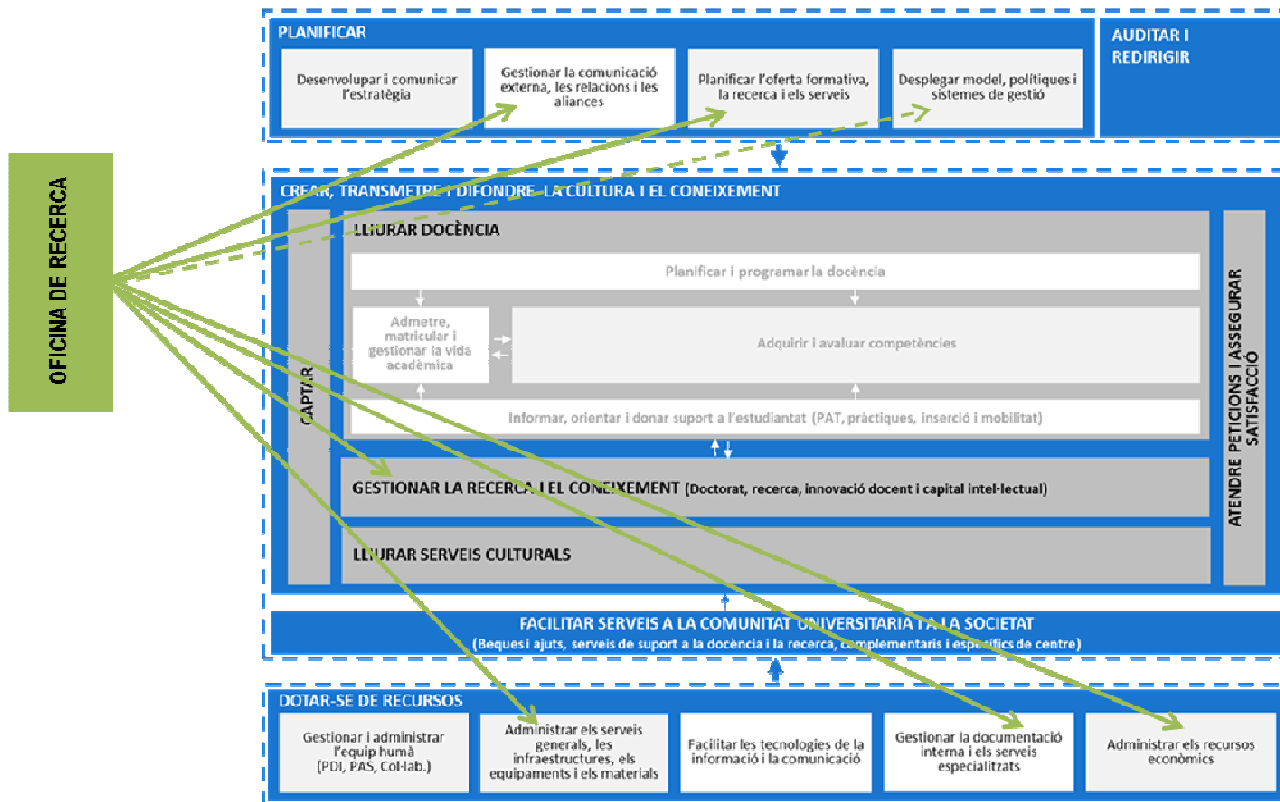 OFICINA DE RECERCA
PLANIFICAR
Desenvolupar i comunicar
l'estratègia
Gestionar la comunicació
externa, les relacions i les
aliances
Planificar l'oferta formativa,
la recerca i els serveis
Desplegar model, polítiques i
sistemes de gestió
AUDITAR I
REDIRIGIR
CREAR, TRANSMETRE I DIFONDRE LA CULTURA I EL CONEIXEMENT
CAPTAR
LLIURAR DOCÈNCIA
Planificar i programar la docència
Admetre,
matricular i
gestionar la vida
acadèmica
Adquirir i avaluar competències
Informar, orientar i donar suport a l'estudiantat (PAT, pràctiques, inserció i mobilitat)
GESTIONAR LA RECERCA I EL CONEIXEMENT (Doctorat, recerca, innovació docent i capital intel·lectual)
LLIURAR SERVEIS CULTURALS
ATENDRE PETICIONS I ASSEGURAR
SATISFACCIÓ
FACILITAR SERVEIS A LA COMUNITAT UNIVERSITARIA I A LA SOCIETAT
(Beques i ajuts, serveis de suport a la docència i la recerca, complementaris i específics de centre)
DOTAR-SE DE RECURSOS
Gestionar i administrar
l'equip humà
(PDI, PAS, Col·lab.)
Administrar els serveis
generals, les
infraestructures, els
equipaments i els materials
Facilitar les tecnologies de la
informació i la comunicació
Gestionar la documentació
interna i els serveis
especialitzats
Administrar els recursos
econòmics